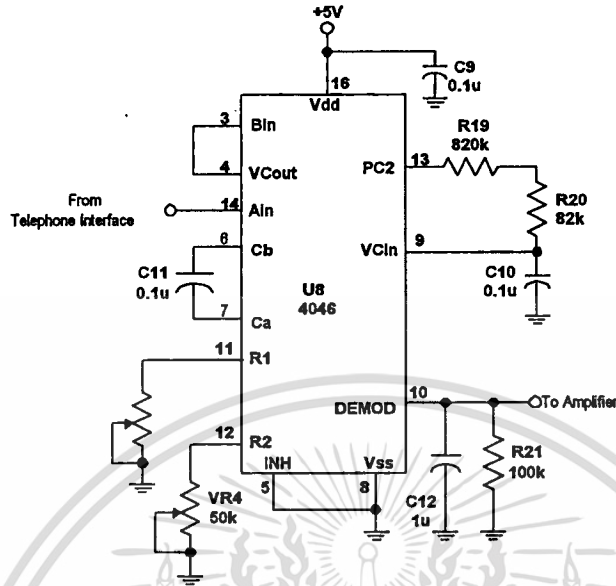 +5V
C9
0.1u
16
Vdd
3
Bin
R19
820k
4
VCout
PC2
13
From
Telephone Interface
14
Ain
R20
82k
6
Cb
VCin
9
C11
0.1u
U8
4046
C10
0.1u
7
Ca
11
R1
10
DEMOD
To Amplifier
12
R2
INH
Vss
R21
100k
VR4
50k
5
8
C12
1u